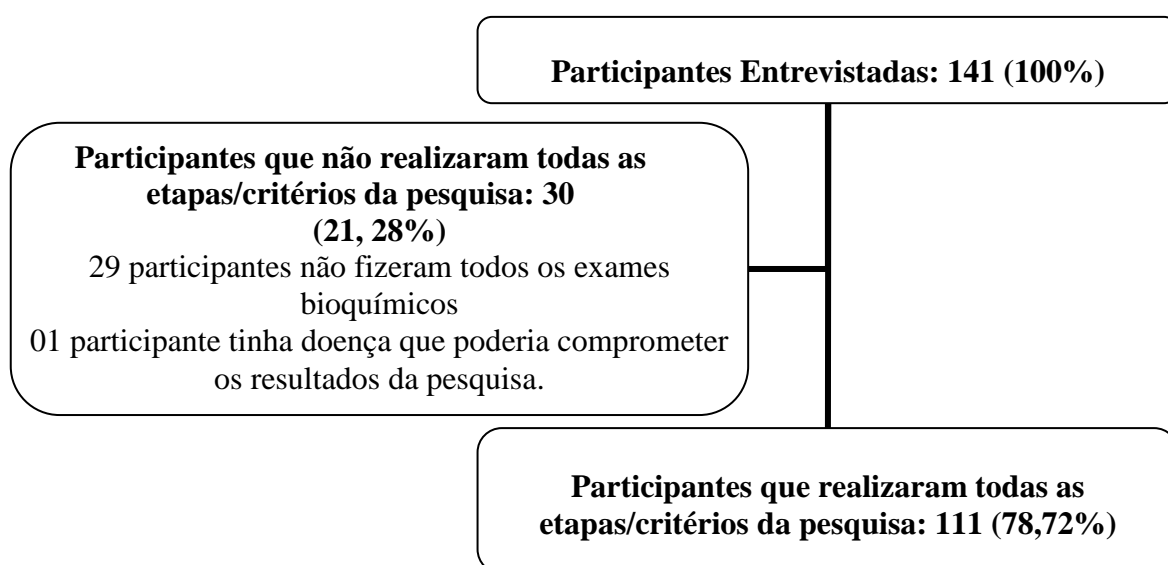 Participantes Entrevistadas: 141 (100%)
Participantes que não realizaram todas as
etapas/critérios da pesquisa: 30
(21, 28%)
29 participantes não fizeram todos os exames
bioquímicos
01 participante tinha doença que poderia comprometer
os resultados da pesquisa.
Participantes que realizaram todas as
etapas/critérios da pesquisa: 111 (78,72%)